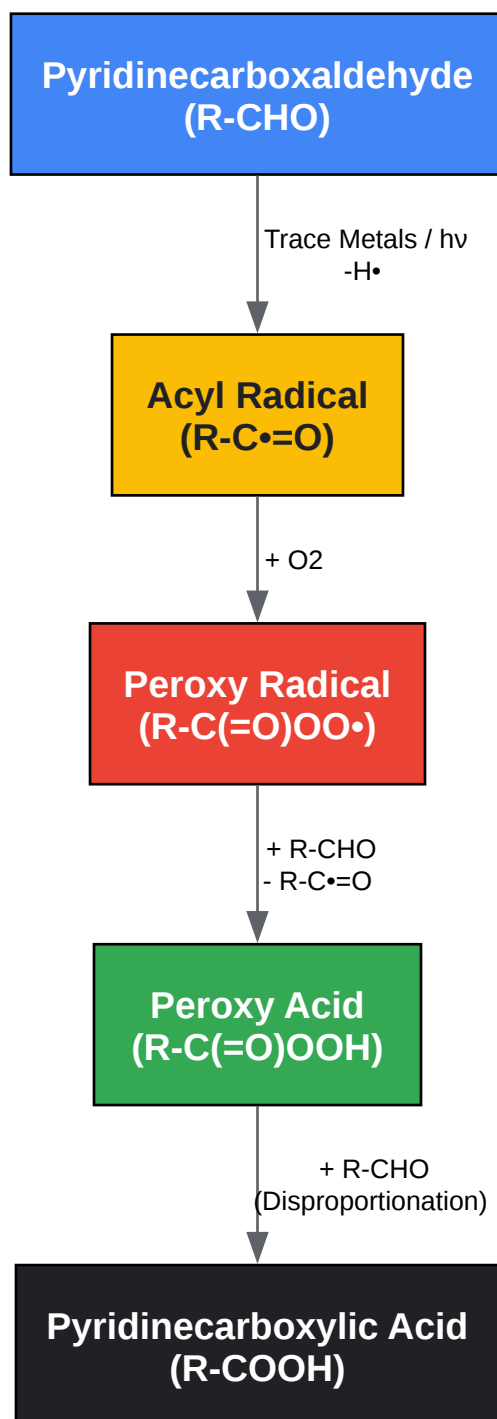 Pyridinecarboxaldehyde
(R-CHO)
Trace Metals / hν
-H•
Acyl Radical
(R-C•=O)
+ O2
Peroxy Radical
(R-C(=O)OO•)
+ R-CHO
- R-C•=O
Peroxy Acid
(R-C(=O)OOH)
+ R-CHO
(Disproportionation)
Pyridinecarboxylic Acid
(R-COOH)